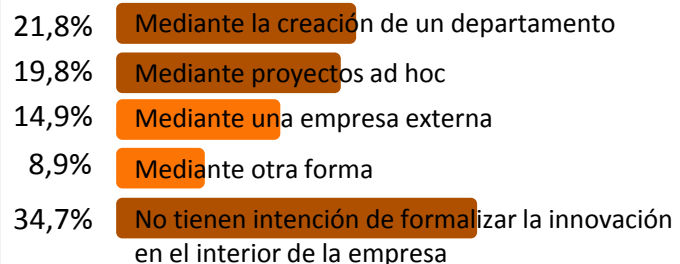 21,8% Mediante la creación de un departamento
19,8% Mediante proyectos ad hoc
14,9% Mediante una empresa externa
8,9% Mediante otra forma
34,7% No tienen intención de formalizar la innovación
en el interior de la empresa